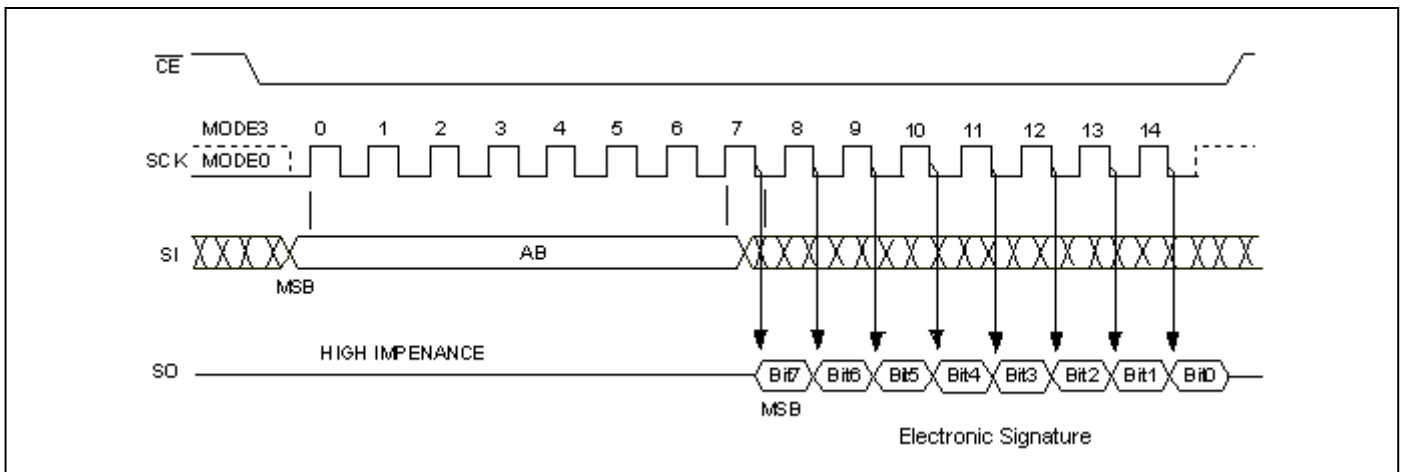 CE
MODE3 0 1 2 3 4 5 6 7 8 9 10 11 12 13 14
SCK MODE0
SI AB
MSB
HIGH IMPENANCE
SO Bit7 Bit6 Bit5 Bit4 Bit3 Bit2 Bit1 Bit0
MSB
Electronic Signature